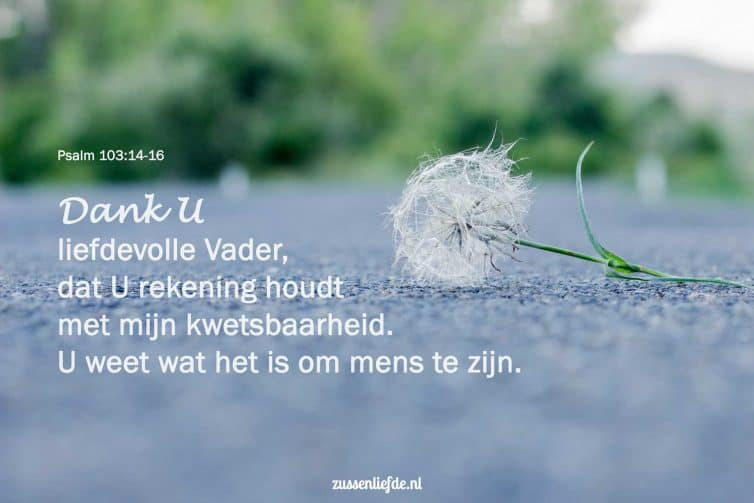 Psalm 103:14-16
Dank U
liefdevolle Vader,
dat U rekening houdt
met mijn kwetsbaarheid.
U weet wat het is om mens te zijn.
zussenliefde.nl